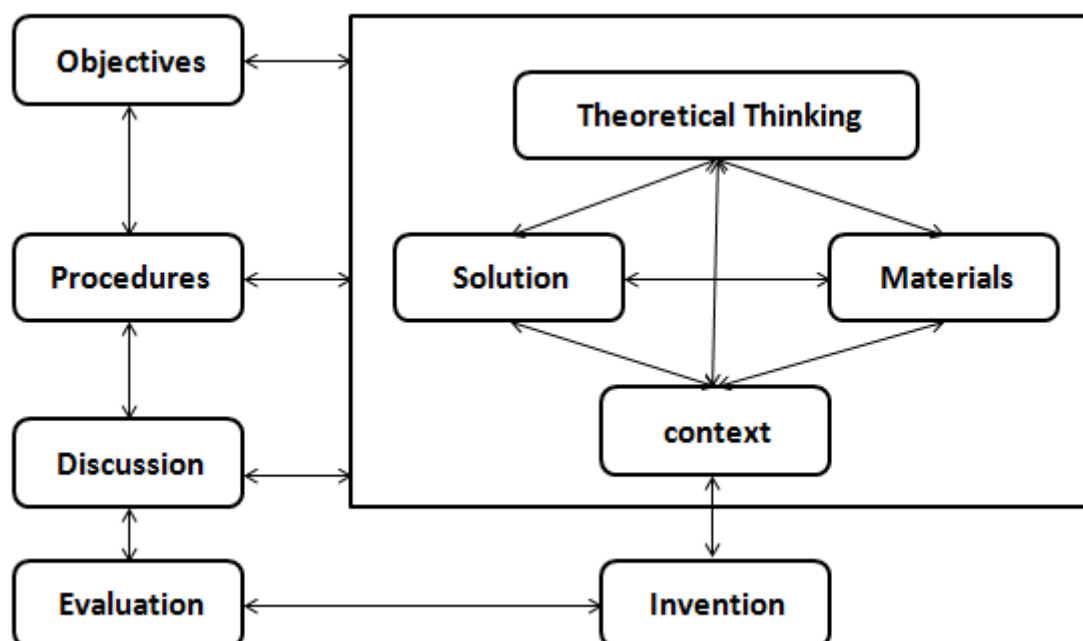 Objectives
Theoretical Thinking
Procedures
Solution
Materials
context
Discussion
Evaluation
Invention